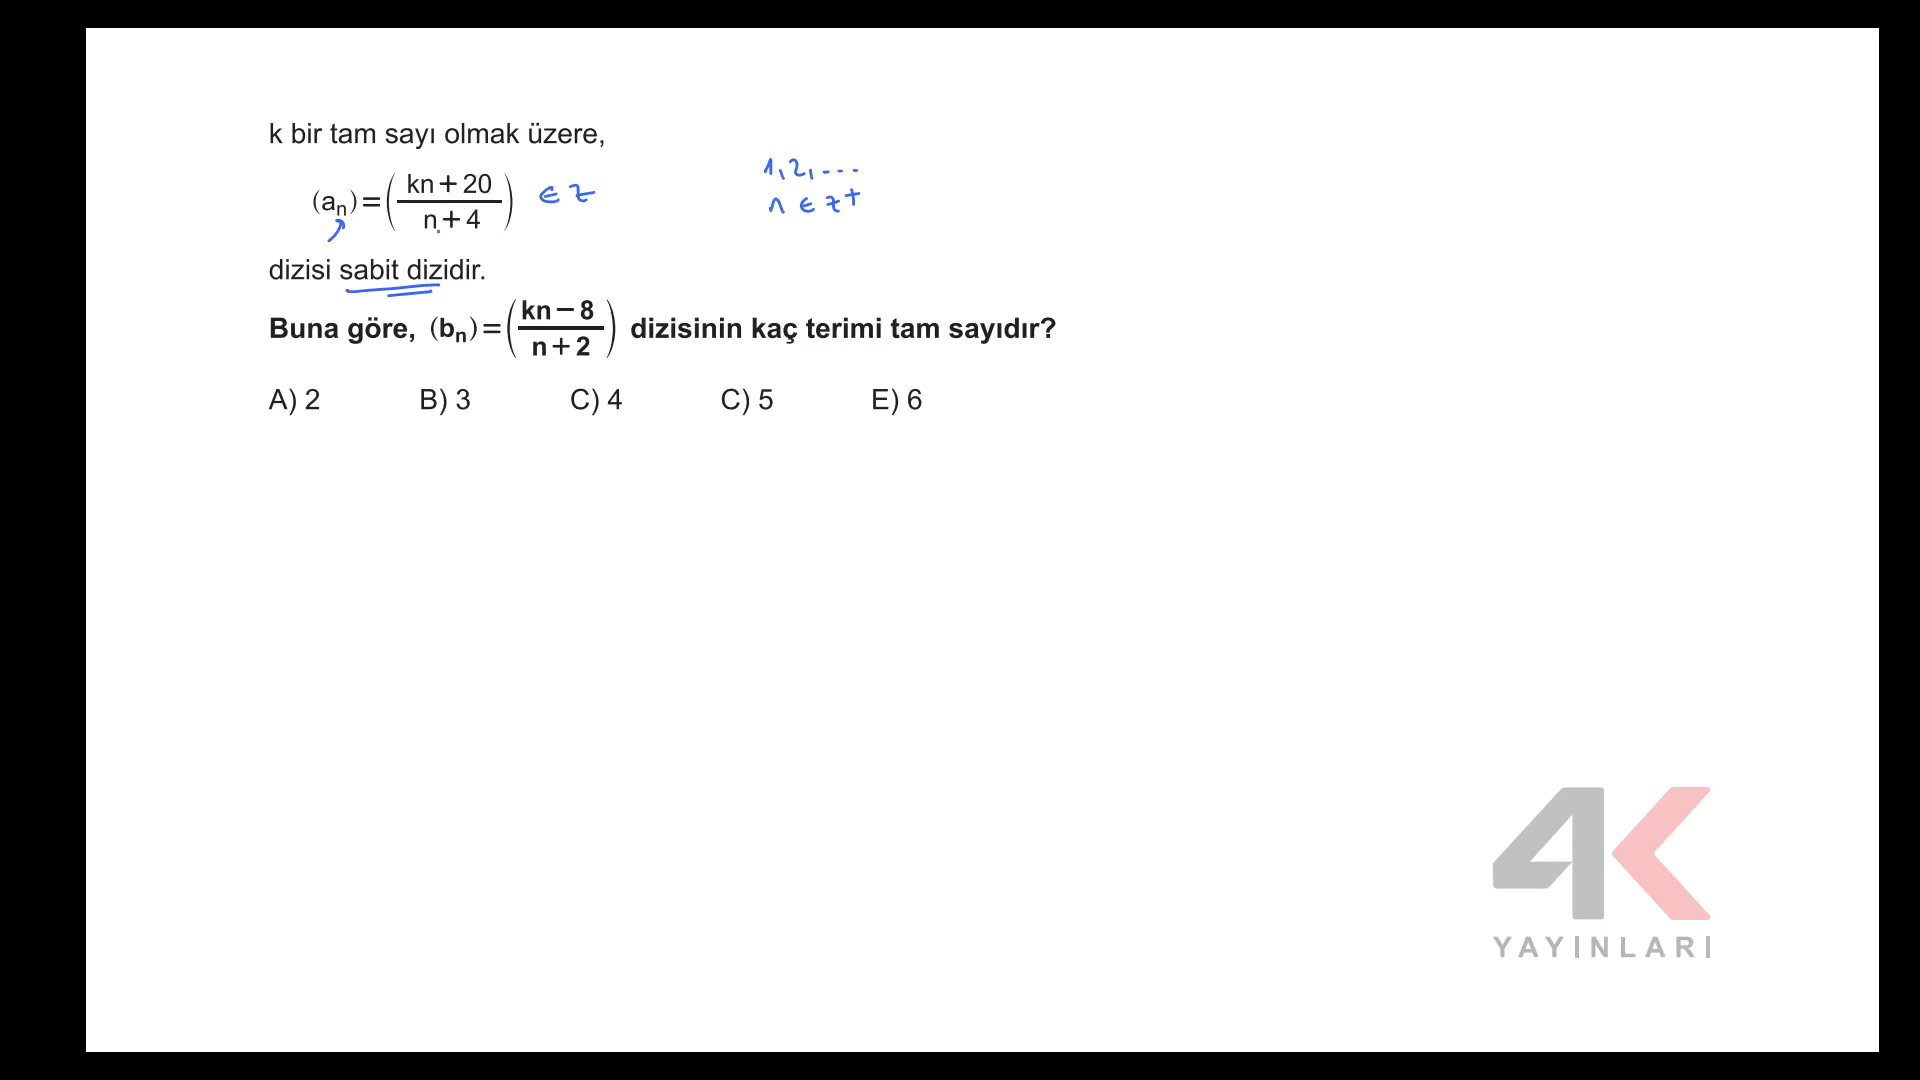 k bir tam sayı olmak üzere,
1, 2, ...
(aₙ) = ( kn + 20 / n + 4 ) ∈ Z
n ∈ Z⁺
dizisi sabit dizidir.
Buna göre, (bₙ) = ( kn − 8 / n + 2 ) dizisinin kaç terimi tam sayıdır?
A) 2 B) 3 C) 4 C) 5 E) 6
4K
YAYINLARI